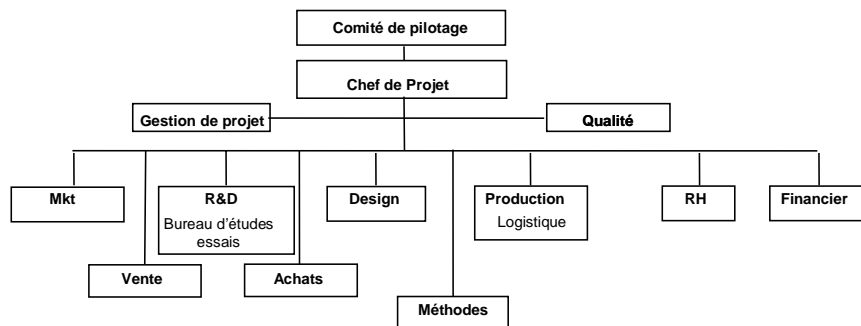 Comité de pilotage
Chef de Projet
Gestion de projet
Qualité
Mkt
R&D
Bureau d'études
essais
Design
Production
Logistique
RH
Financier
Vente
Achats
Méthodes